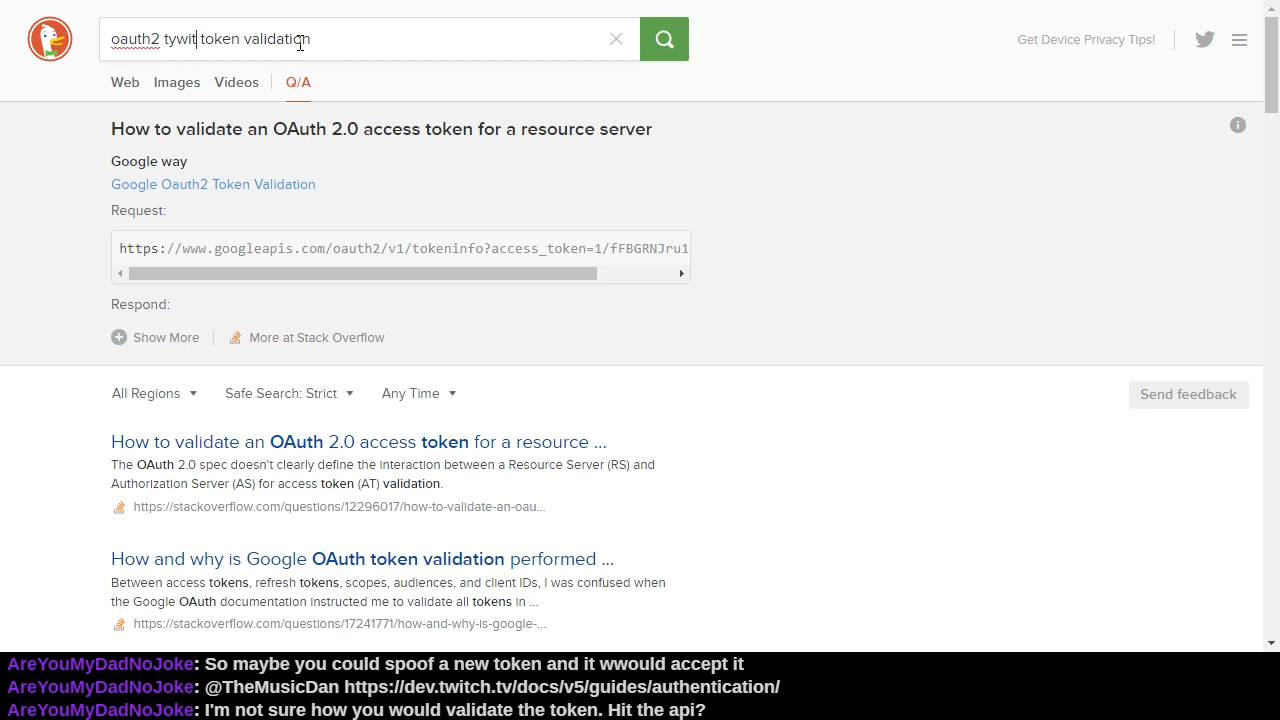 oauth2 tywit token validation
Get Device Privacy Tips!
Web Images Videos Q/A
How to validate an OAuth 2.0 access token for a resource server
Google way
Google Oauth2 Token Validation
Request:
https://www.googleapis.com/oauth2/v1/tokeninfo?access_token=1/fFBGRNJru1
Respond:
Show More More at Stack Overflow
All Regions Safe Search: Strict Any Time Send feedback
How to validate an OAuth 2.0 access token for a resource ...
The OAuth 2.0 spec doesn't clearly define the interaction between a Resource Server (RS) and
Authorization Server (AS) for access token (AT) validation.
https://stackoverflow.com/questions/12296017/how-to-validate-an-oau...
How and why is Google OAuth token validation performed ...
Between access tokens, refresh tokens, scopes, audiences, and client IDs, I was confused when
the Google OAuth documentation instructed me to validate all tokens in ...
https://stackoverflow.com/questions/17241771/how-and-why-is-google-...
AreYouMyDadNoJoke: So maybe you could spoof a new token and it wwould accept it
AreYouMyDadNoJoke: @TheMusicDan https://dev.twitch.tv/docs/v5/guides/authentication/
AreYouMyDadNoJoke: I'm not sure how you would validate the token. Hit the api?